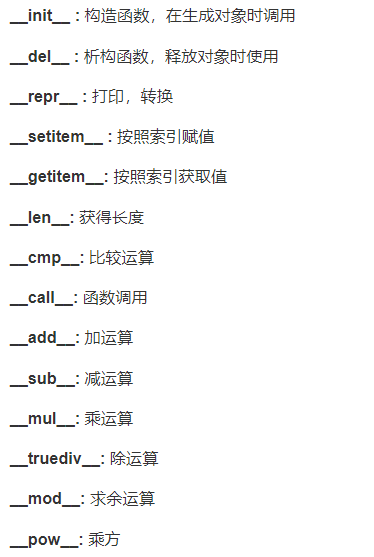 __init__ : 构造函数，在生成对象时调用
__del__ : 析构函数，释放对象时使用
__repr__ : 打印，转换
__setitem__ : 按照索引赋值
__getitem__: 按照索引获取值
__len__: 获得长度
__cmp__: 比较运算
__call__: 函数调用
__add__: 加运算
__sub__: 减运算
__mul__: 乘运算
__truediv__: 除运算
__mod__: 求余运算
__pow__: 乘方